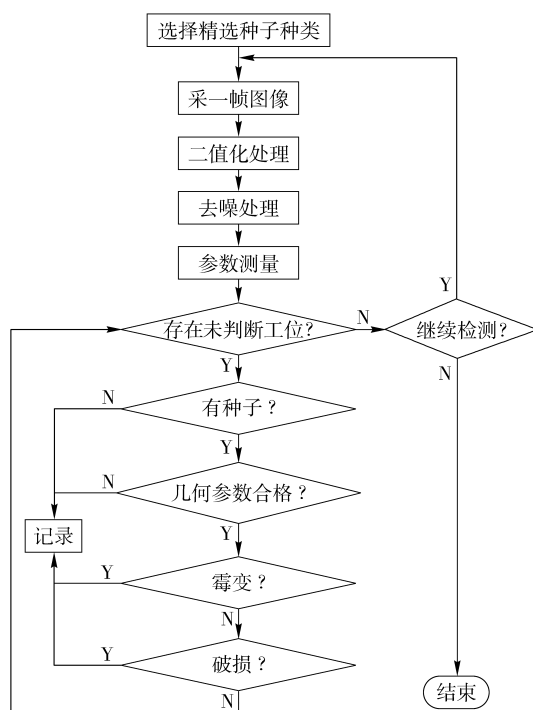 选择精选种子种类
采一帧图像
二值化处理
去噪处理
参数测量
Y
存在未判断工位?
N
继续检测?
Y
N
N
有种子?
Y
N
几何参数合格?
记录
Y
Y
霉变?
N
Y
破损?
结束
N